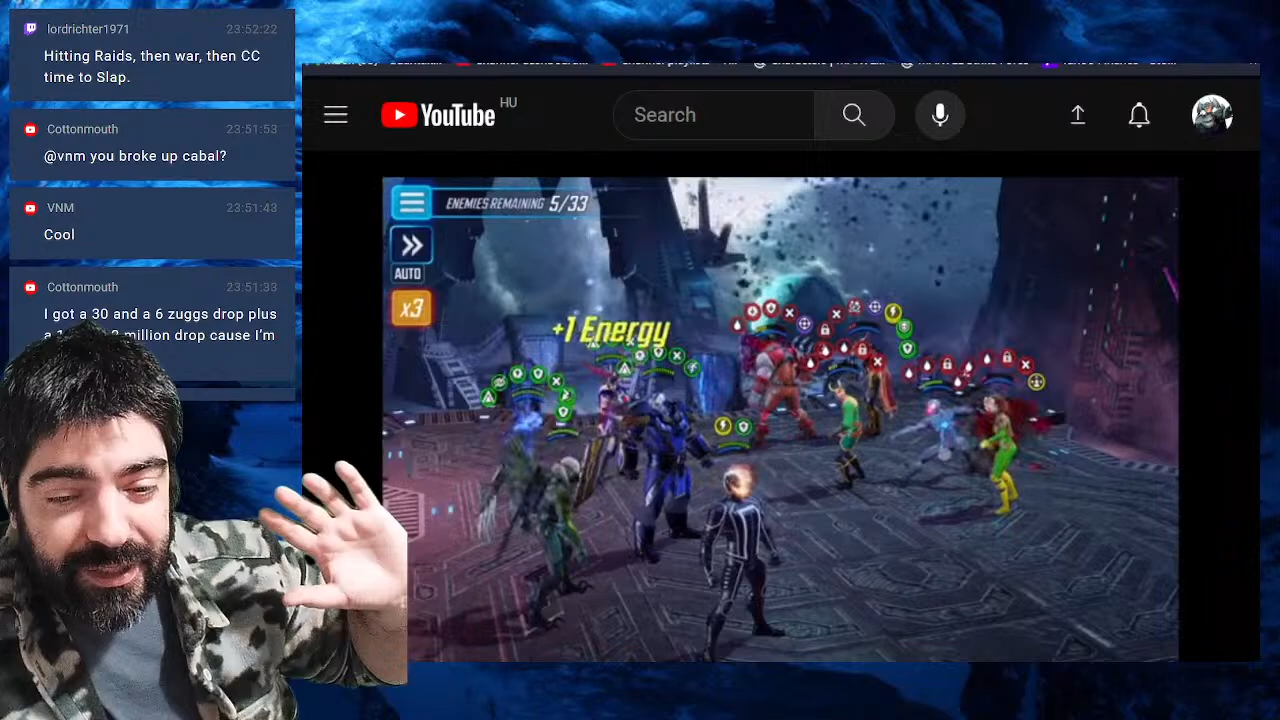 lordrichter1971 23:52:22
Hitting Raids, then war, then CC
time to Slap.
Cottonmouth 23:51:53
@vnm you broke up cabal?
VNM 23:51:43
Cool
Cottonmouth 23:51:33
I got a 30 and a 6 zuggs drop plus
million drop cause I'm
YouTube HU
Search
ENEMIES REMAINING 5/33
AUTO
x3
+1 Energy